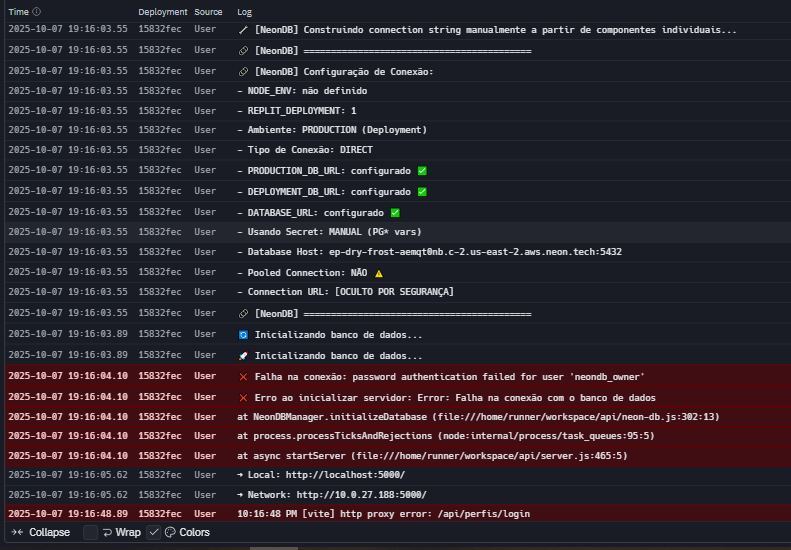 Time Deployment Source Log
2025-10-07 19:16:03.55 15832fec User [NeonDB] Construindo connection string manualmente a partir de componentes individuais...
2025-10-07 19:16:03.55 15832fec User [NeonDB] ==========================================
2025-10-07 19:16:03.55 15832fec User [NeonDB] Configuração de Conexão:
2025-10-07 19:16:03.55 15832fec User - NODE_ENV: não definido
2025-10-07 19:16:03.55 15832fec User - REPLIT_DEPLOYMENT: 1
2025-10-07 19:16:03.55 15832fec User - Ambiente: PRODUCTION (Deployment)
2025-10-07 19:16:03.55 15832fec User - Tipo de Conexão: DIRECT
2025-10-07 19:16:03.55 15832fec User - PRODUCTION_DB_URL: configurado ✅
2025-10-07 19:16:03.55 15832fec User - DEPLOYMENT_DB_URL: configurado ✅
2025-10-07 19:16:03.55 15832fec User - DATABASE_URL: configurado ✅
2025-10-07 19:16:03.55 15832fec User - Usando Secret: MANUAL (PG* vars)
2025-10-07 19:16:03.55 15832fec User - Database Host: ep-dry-frost-aemqt0nb.c-2.us-east-2.aws.neon.tech:5432
2025-10-07 19:16:03.55 15832fec User - Pooled Connection: NÃO ⚠️
2025-10-07 19:16:03.55 15832fec User - Connection URL: [OCULTO POR SEGURANÇA]
2025-10-07 19:16:03.55 15832fec User [NeonDB] ==========================================
2025-10-07 19:16:03.89 15832fec User Inicializando banco de dados...
2025-10-07 19:16:03.89 15832fec User Inicializando banco de dados...
2025-10-07 19:16:04.10 15832fec User ❌ Falha na conexão: password authentication failed for user 'neondb_owner'
2025-10-07 19:16:04.10 15832fec User ❌ Erro ao inicializar servidor: Error: Falha na conexão com o banco de dados
2025-10-07 19:16:04.10 15832fec User at NeonDBManager.initializeDatabase (file:///home/runner/workspace/api/neon-db.js:302:13)
2025-10-07 19:16:04.10 15832fec User at process.processTicksAndRejections (node:internal/process/task_queues:95:5)
2025-10-07 19:16:04.10 15832fec User at async startServer (file:///home/runner/workspace/api/server.js:465:5)
2025-10-07 19:16:05.62 15832fec User ➜ Local: http://localhost:5000/
2025-10-07 19:16:05.62 15832fec User ➜ Network: http://10.0.27.188:5000/
2025-10-07 19:16:48.89 15832fec User 10:16:48 PM [vite] http proxy error: /api/perfis/login
Collapse Wrap Colors